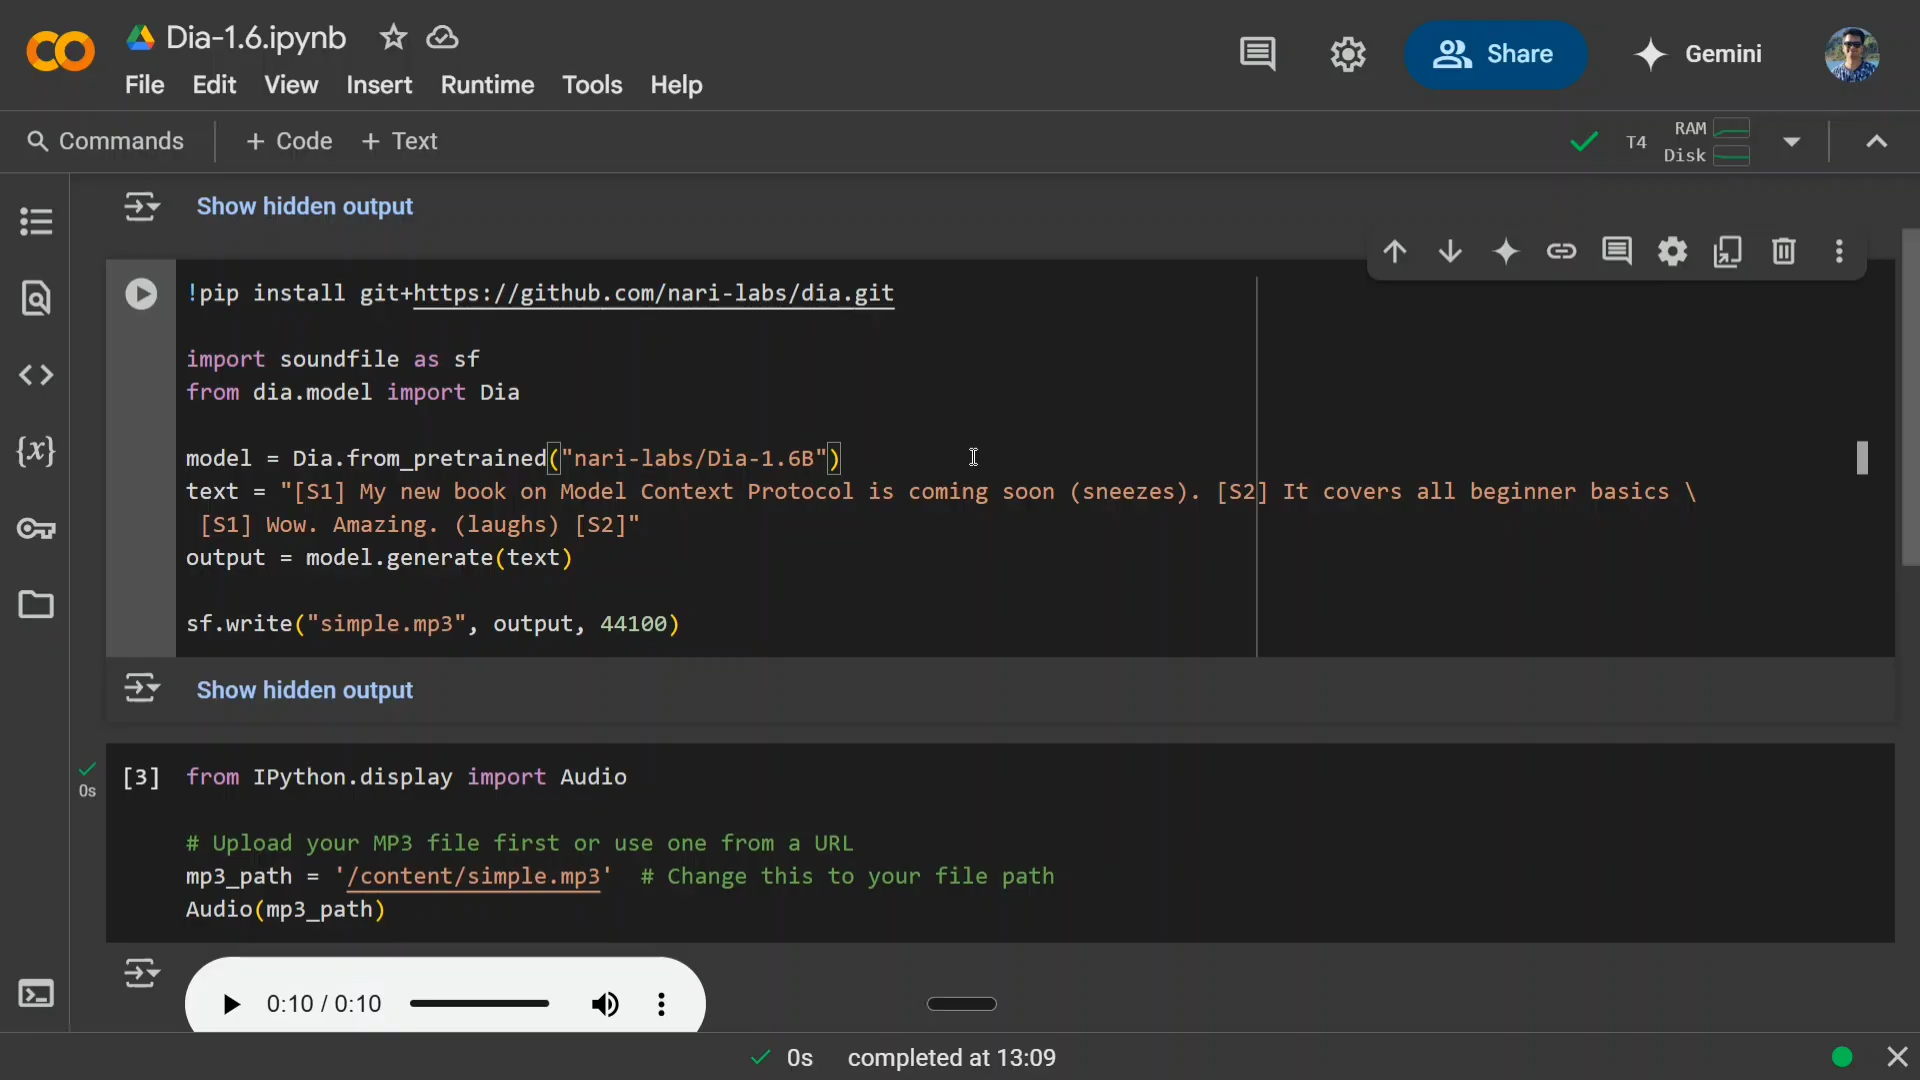 Dia-1.6.ipynb
File Edit View Insert Runtime Tools Help
Share
Gemini
Commands + Code + Text
T4
RAM
Disk
Show hidden output
!pip install git+https://github.com/nari-labs/dia.git
import soundfile as sf
from dia.model import Dia
model = Dia.from_pretrained("nari-labs/Dia-1.6B")
text = "[S1] My new book on Model Context Protocol is coming soon (sneezes). [S2] It covers all beginner basics \
[S1] Wow. Amazing. (laughs) [S2]"
output = model.generate(text)
sf.write("simple.mp3", output, 44100)
Show hidden output
[3] from IPython.display import Audio
0s
# Upload your MP3 file first or use one from a URL
mp3_path = '/content/simple.mp3' # Change this to your file path
Audio(mp3_path)
0:10 / 0:10
0s completed at 13:09